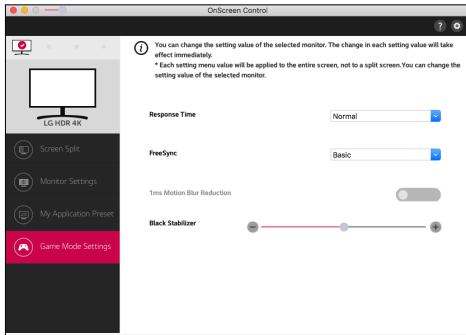 OnScreen Control
?
LG HDR 4K
Screen Split
Monitor Settings
My Application Preset
Game Mode Settings
You can change the setting value of the selected monitor. The change in each setting value will take
effect immediately.
* Each setting menu value will be applied to the entire screen, not to a split screen.You can change the
setting value of the selected monitor.
Response Time
Normal
FreeSync
Basic
1ms Motion Blur Reduction
Black Stabilizer